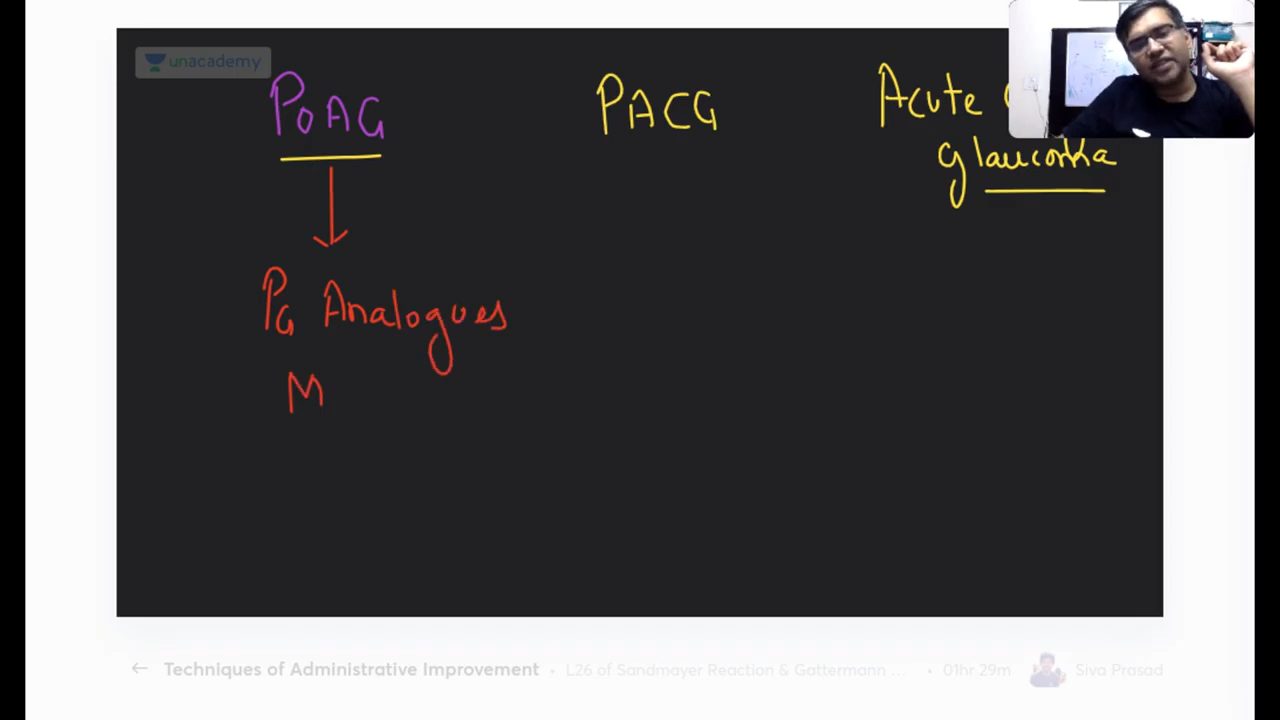 unacademy
POAG
PACG
Acute
glaucoma
PG Analogues
M
← Techniques of Administrative Improvement • L26 of Sandmayer Reaction & Gattermann ... • 01hr 29m Siva Prasad